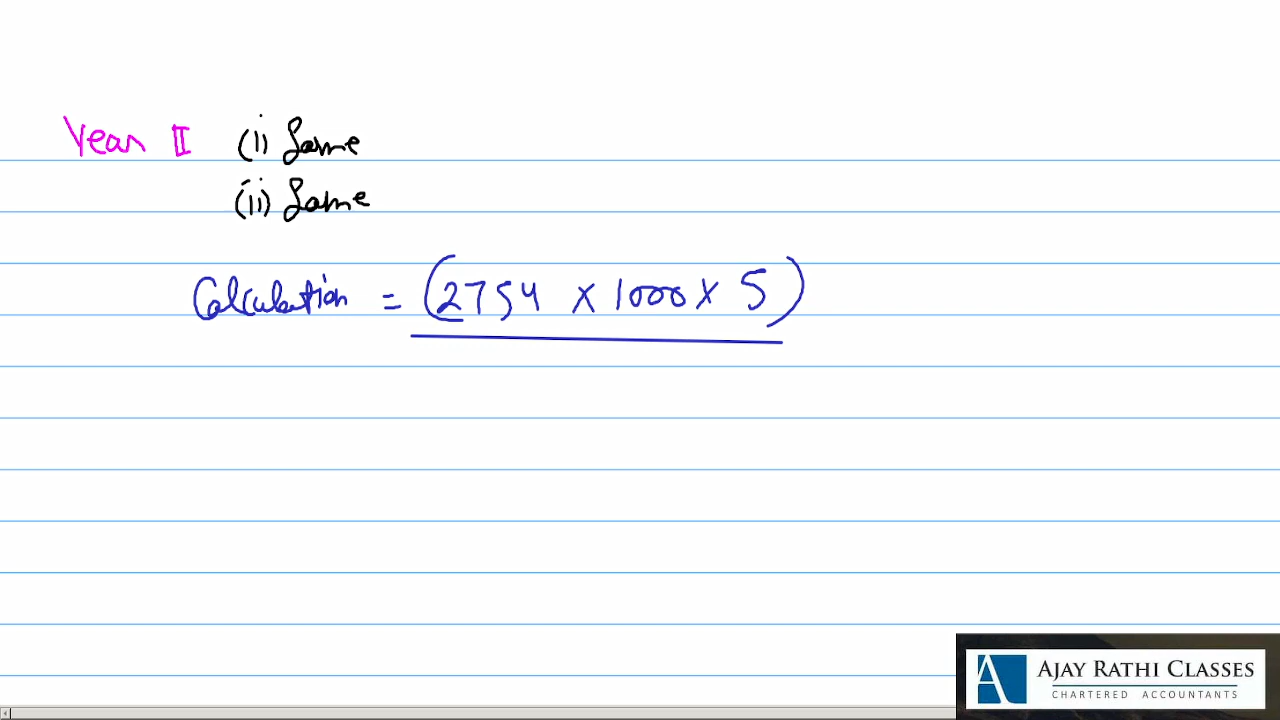 Year II (i) Same
(ii) Same
Calculation = (2754 x 1000 x 5)
AJAY RATHI CLASSES
CHARTERED ACCOUNTANTS